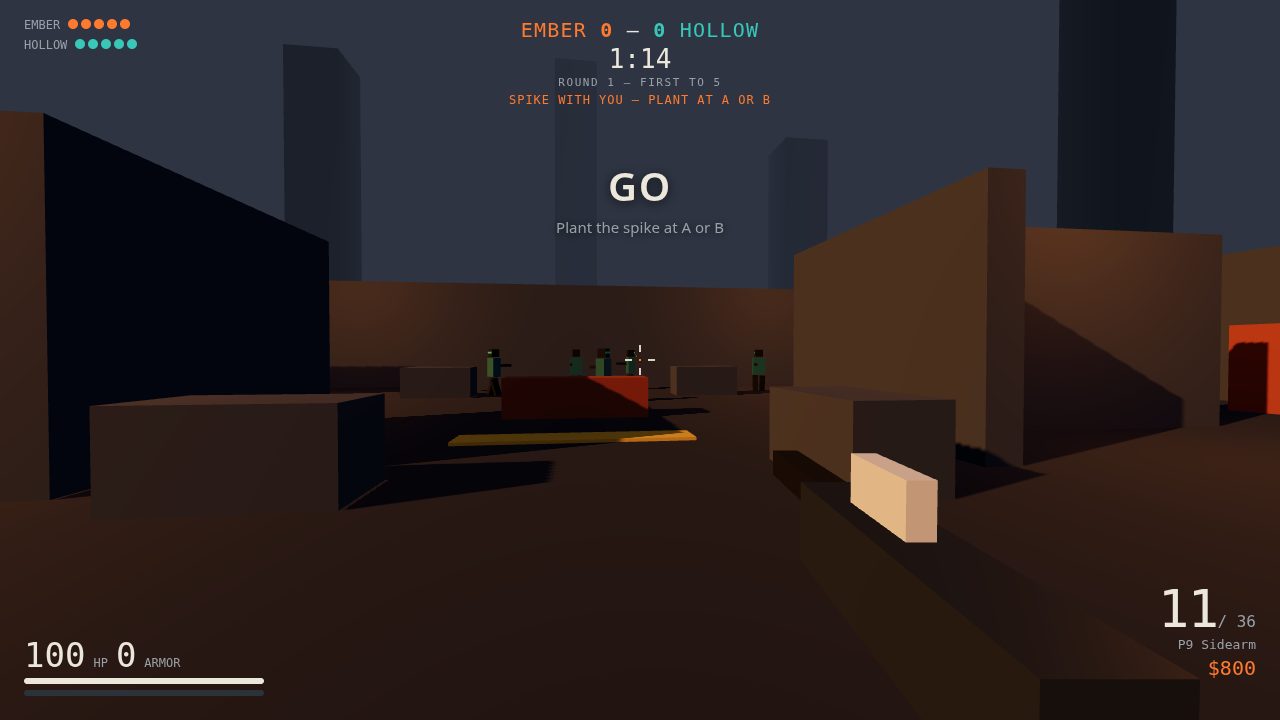 EMBER
HOLLOW
EMBER 0 — 0 HOLLOW
1:14
ROUND 1 — FIRST TO 5
SPIKE WITH YOU — PLANT AT A OR B
GO
Plant the spike at A or B
100 HP 0 ARMOR
11 / 36
P9 Sidearm
$800